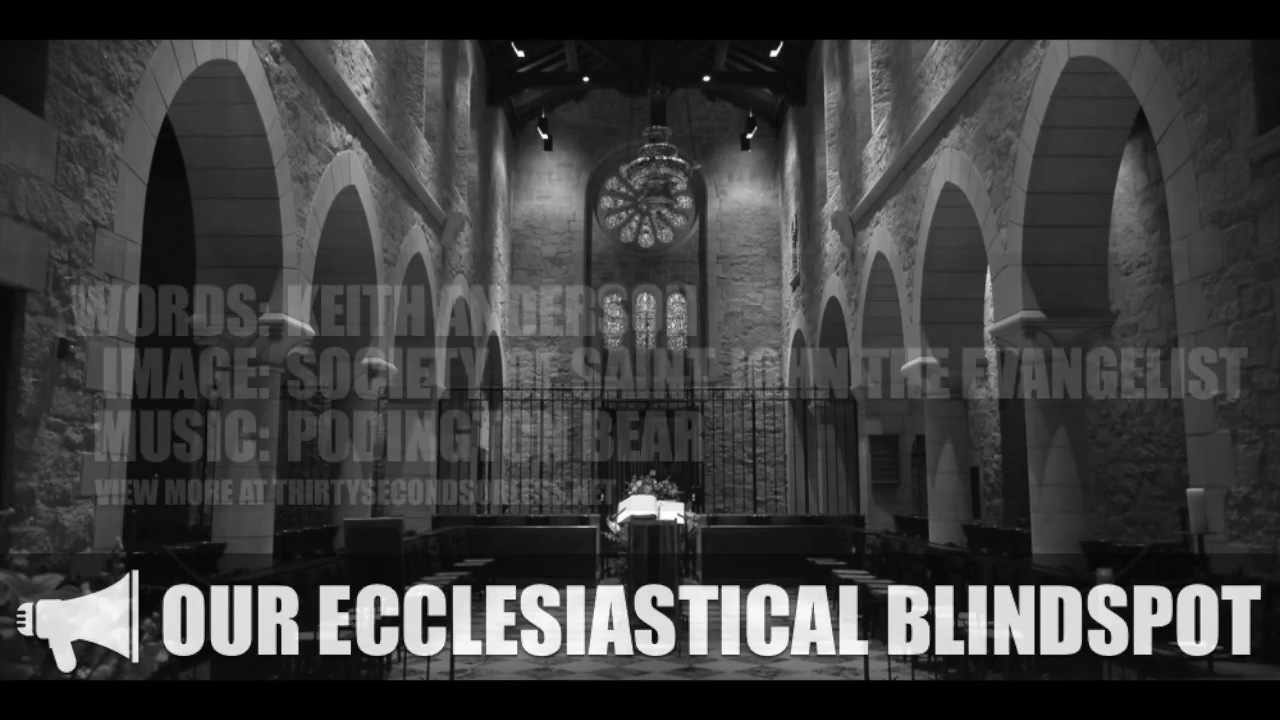 WORDS: KEITH ANDERSON
IMAGE: SOCIETY OF SAINT JOHN THE EVANGELIST
MUSIC: PODINGTON BEAR
VIEW MORE AT THIRTYSECONDSORLESS.NET
OUR ECCLESIASTICAL BLINDSPOT